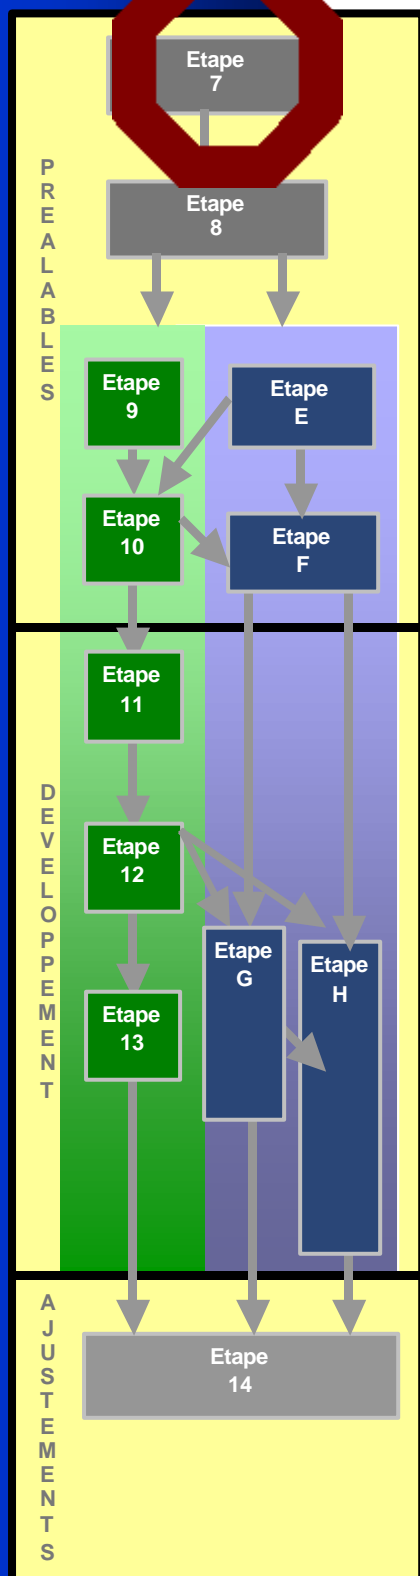 PREALABLES
Etape
7
Etape
8
Etape
9
Etape
E
Etape
10
Etape
F
DEVELOPPEMENT
Etape
11
Etape
12
Etape
G
Etape
H
Etape
13
AJUSTEMENTS
Etape
14